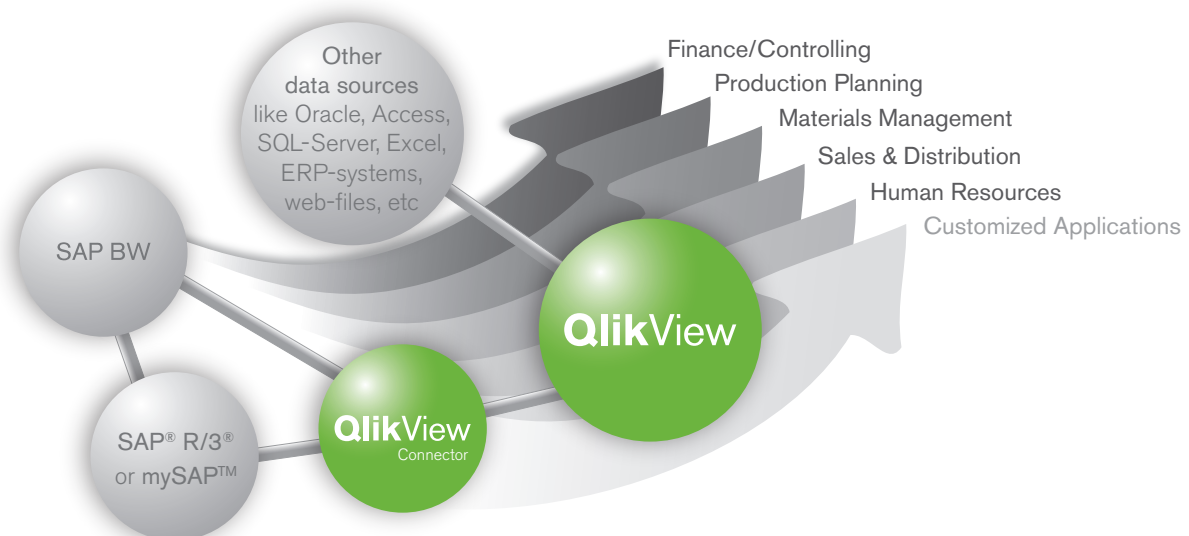 Other
data sources
like Oracle, Access,
SQL-Server, Excel,
ERP-systems,
web-files, etc
Finance/Controlling
Production Planning
Materials Management
Sales & Distribution
Human Resources
Customized Applications
SAP BW
QlikView
SAP® R/3®
or mySAP™
QlikView
Connector